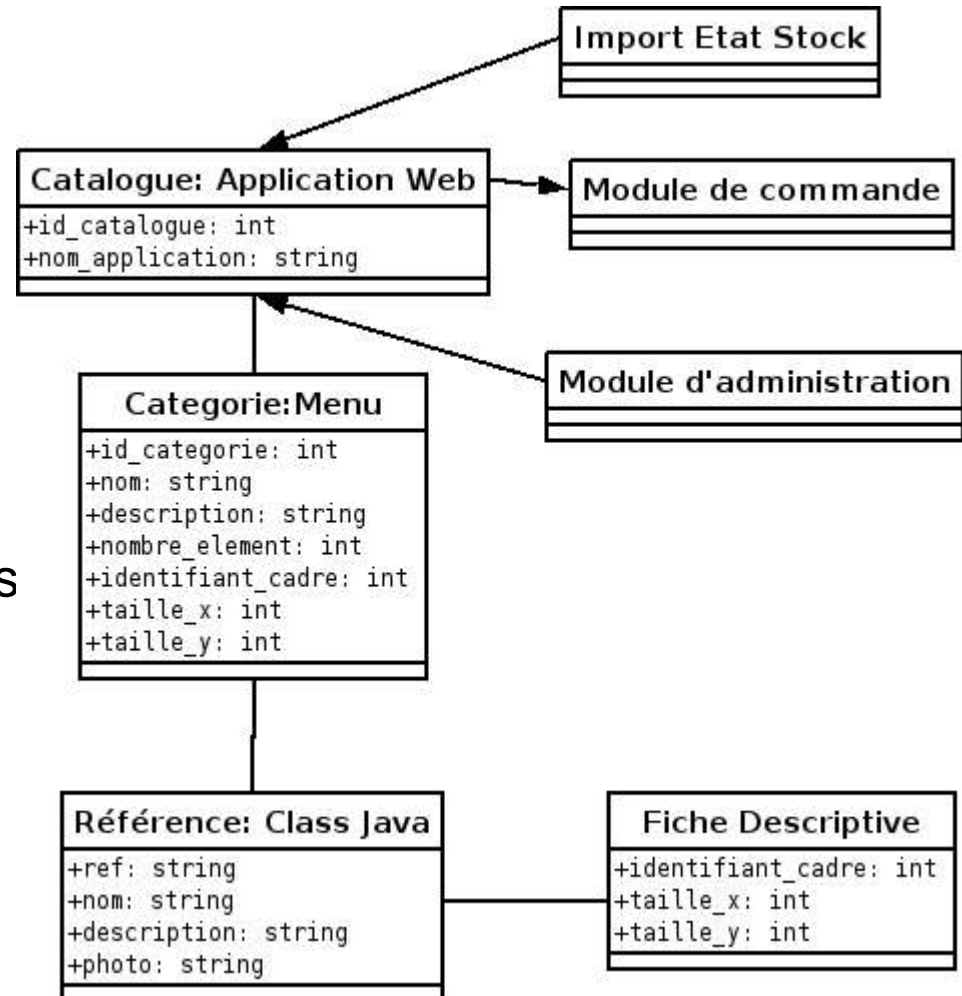 Import Etat Stock
Catalogue: Application Web
+id_catalogue: int
+nom_application: string
Module de commande
Module d'administration
Categorie:Menu
+id_categorie: int
+nom: string
+description: string
+nombre_element: int
+identifiant_cadre: int
+taille_x: int
+taille_y: int
s
Référence: Class Java
+ref: string
+nom: string
+description: string
+photo: string
Fiche Descriptive
+identifiant_cadre: int
+taille_x: int
+taille_y: int